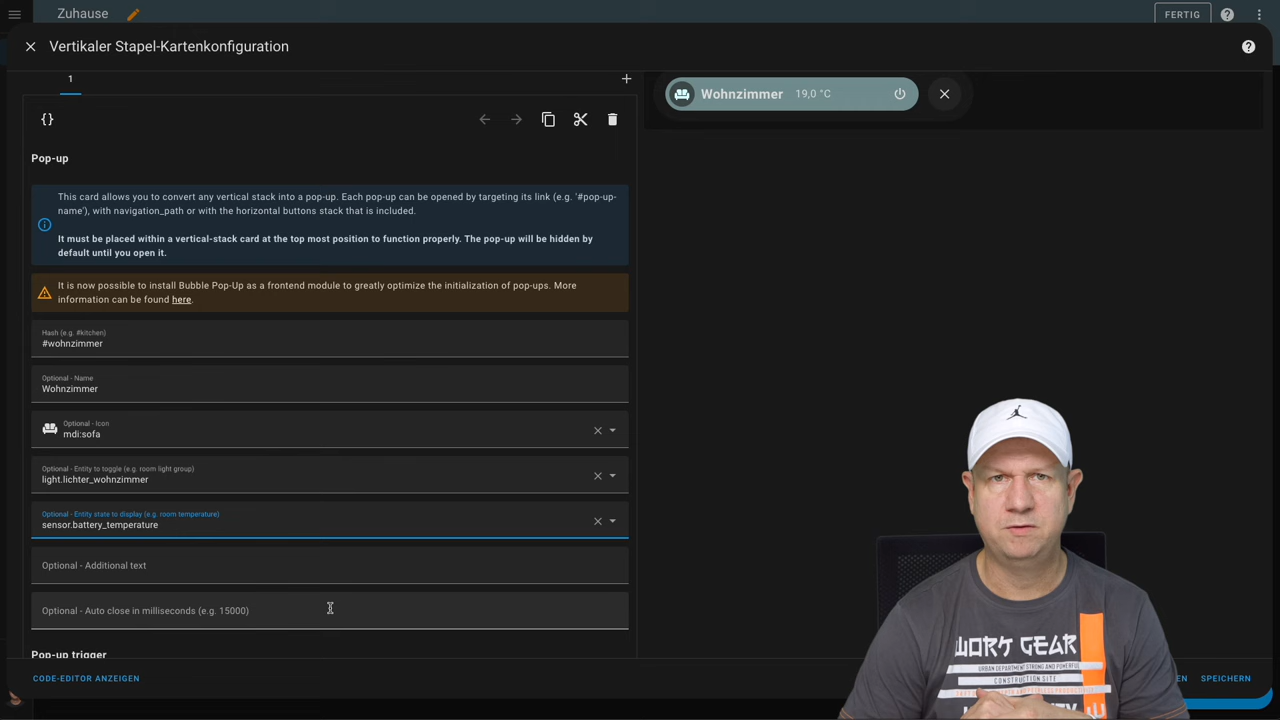 Zuhause
FERTIG
Vertikaler Stapel-Kartenkonfiguration
1
Wohnzimmer 19,0 °C
{}
Pop-up
This card allows you to convert any vertical stack into a pop-up. Each pop-up can be opened by targeting its link (e.g. '#pop-up-
name'), with navigation_path or with the horizontal buttons stack that is included.
It must be placed within a vertical-stack card at the top most position to function properly. The pop-up will be hidden by
default until you open it.
It is now possible to install Bubble Pop-Up as a frontend module to greatly optimize the initialization of pop-ups. More
information can be found here.
Hash (e.g. #kitchen)
#wohnzimmer
Optional - Name
Wohnzimmer
Optional - Icon
mdi:sofa
Optional - Entity to toggle (e.g. room light group)
light.lichter_wohnzimmer
Optional - Entity state to display (e.g. room temperature)
sensor.battery_temperature
Optional - Additional text
Optional - Auto close in milliseconds (e.g. 15000)
Pop-up trigger
CODE-EDITOR ANZEIGEN
EN SPEICHERN
WORT GEAR
CONSTRUCTION SITE